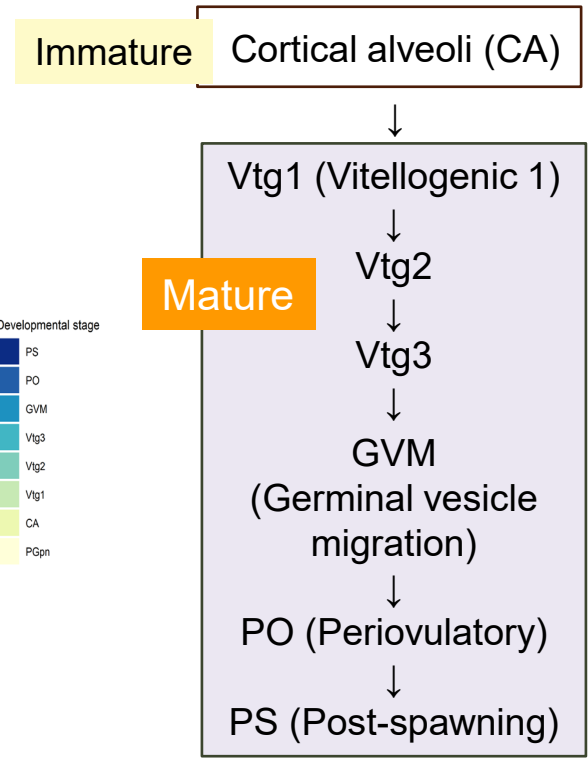 Immature
Cortical alveoli (CA)
↓
Vtg1 (Vitellogenic 1)
↓
Vtg2
Mature
↓
Vtg3
↓
GVM
(Germinal vesicle
migration)
↓
PO (Periovulatory)
↓
PS (Post-spawning)
Developmental stage
PS
PO
GVM
Vtg3
Vtg2
Vtg1
CA
PGpn